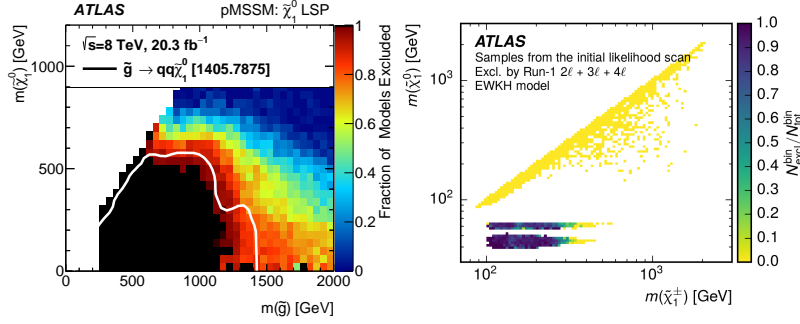 ATLAS pMSSM: χ̃₁⁰ LSP
√s=8 TeV, 20.3 fb⁻¹
g̃ → qqχ̃₁⁰ [1405.7875]
m(χ̃₁⁰) [GeV]
1000
500
0
0 500 1000 1500 2000
m(g̃) [GeV]
1
0.8
0.6
0.4
0.2
0
Fraction of Models Excluded
ATLAS
Samples from the initial likelihood scan
Excl. by Run-1 2ℓ + 3ℓ + 4ℓ
EWKH model
m(χ̃₁⁰) [GeV]
10³
10²
10² 10³
m(χ̃₁±) [GeV]
1.0
0.9
0.8
0.7
0.6
0.5
0.4
0.3
0.2
0.1
0.0
N_excl^bin / N_tot^bin